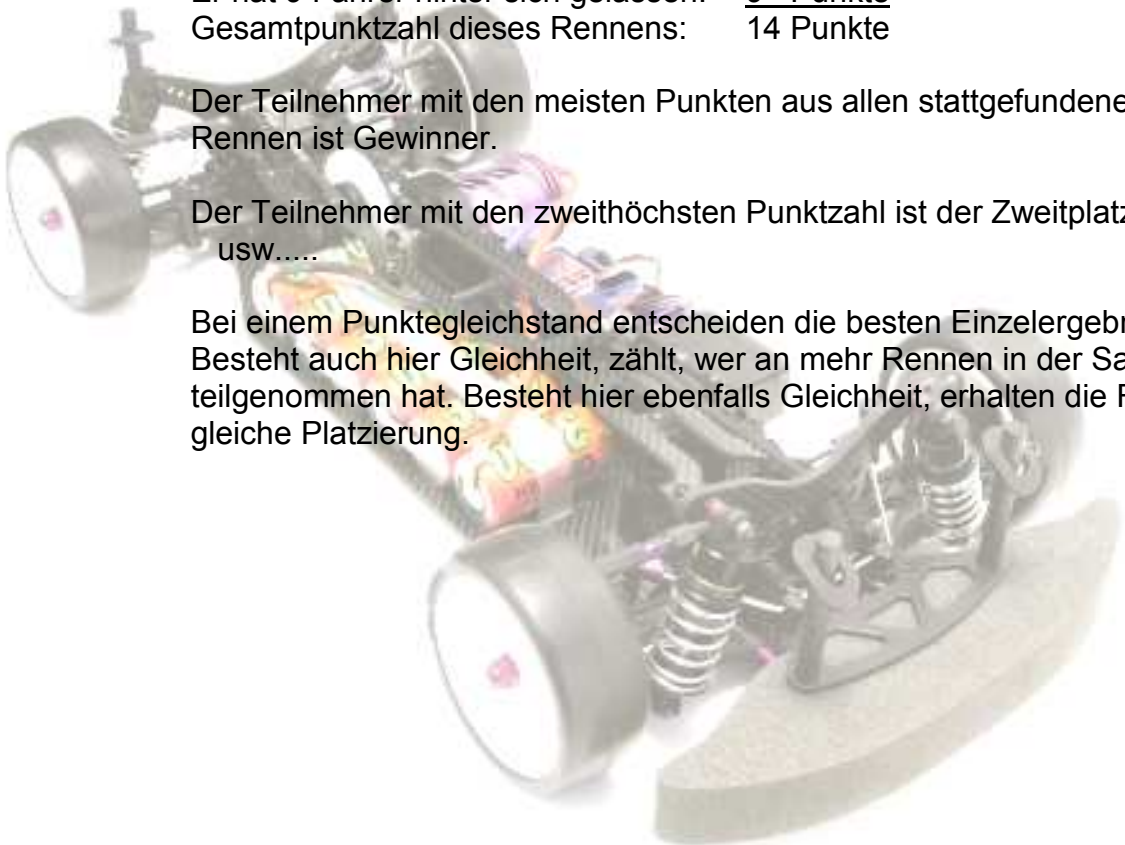 Gesamtpunktzahl dieses Rennens: 14 Punkte
Der Teilnehmer mit den meisten Punkten aus allen stattgefundene
Rennen ist Gewinner.
Der Teilnehmer mit den zweithöchsten Punktzahl ist der Zweitplatz
usw.....
Bei einem Punktegleichstand entscheiden die besten Einzelergebn
Besteht auch hier Gleichheit, zählt, wer an mehr Rennen in der Sa
teilgenommen hat. Besteht hier ebenfalls Gleichheit, erhalten die F
gleiche Platzierung.